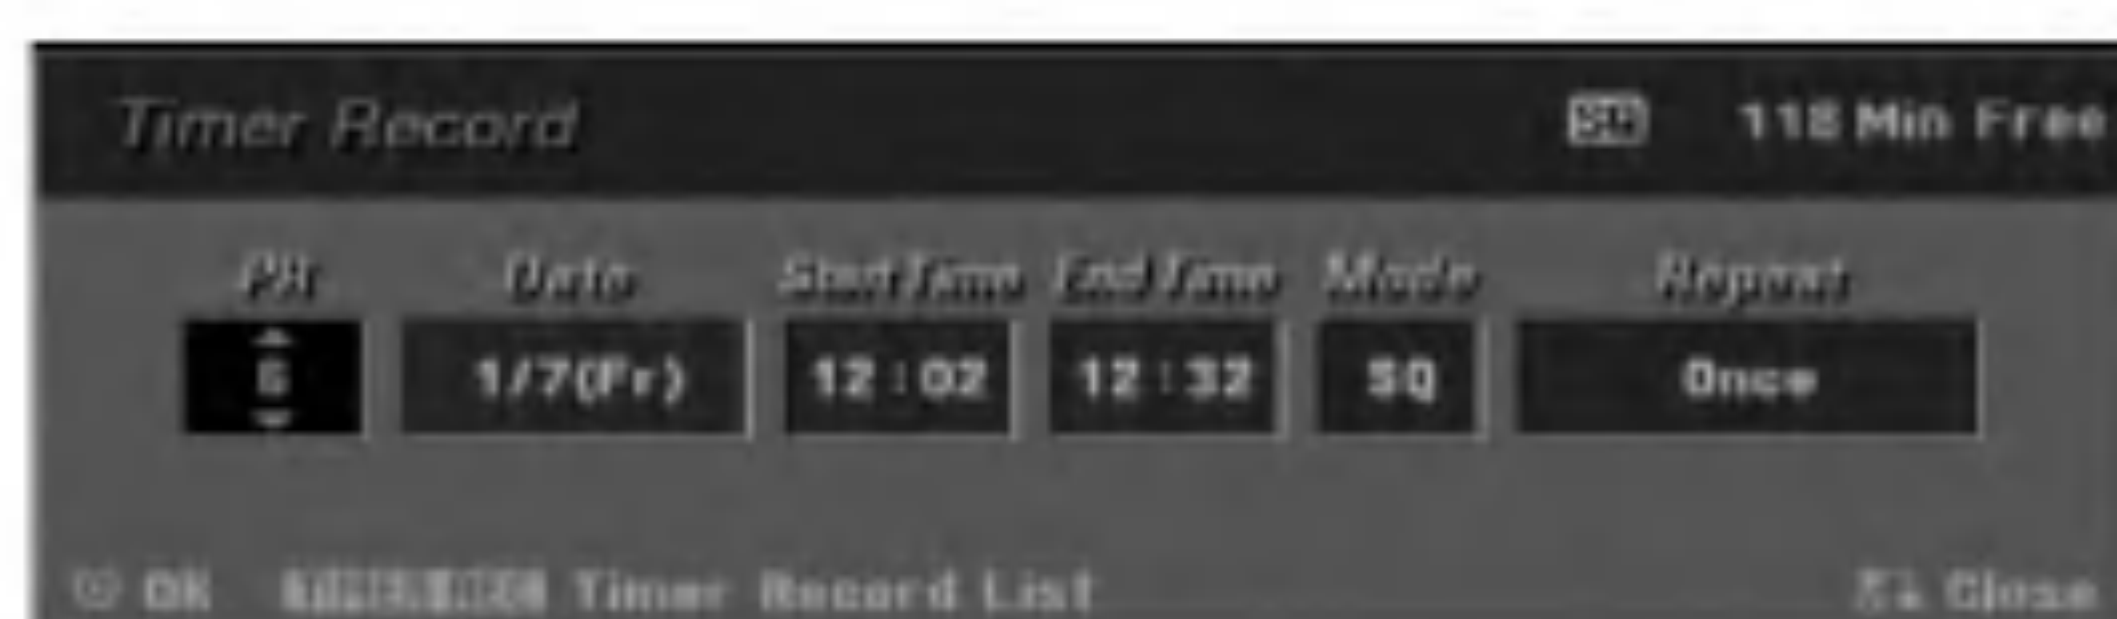 Timer Record SQ 118 Min Free
PR Date Start Time End Time Mode Repeat
1/7(Fr) 12:02 12:32 SQ Once
OK Timer Record List Close